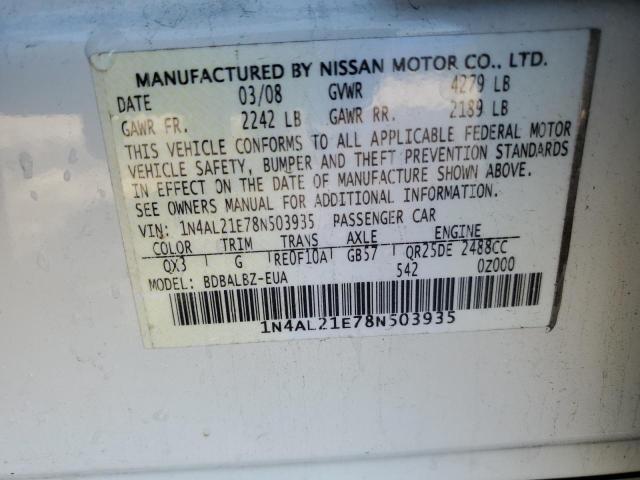 MANUFACTURED BY NISSAN MOTOR CO., LTD.
DATE 03/08 GVWR 4279 LB
GAWR FR. 2242 LB GAWR RR. 2189 LB
THIS VEHICLE CONFORMS TO ALL APPLICABLE FEDERAL MOTOR
VEHICLE SAFETY, BUMPER AND THEFT PREVENTION STANDARDS
IN EFFECT ON THE DATE OF MANUFACTURE SHOWN ABOVE.
SEE OWNERS MANUAL FOR ADDITIONAL INFORMATION.
VIN: 1N4AL21E78N503935 PASSENGER CAR
COLOR TRIM TRANS AXLE ENGINE
QX3 G RE0F10A GB57 QR25DE 2488CC
MODEL: BDBALBZ-EUA 542 0Z000
1N4AL21E78N503935